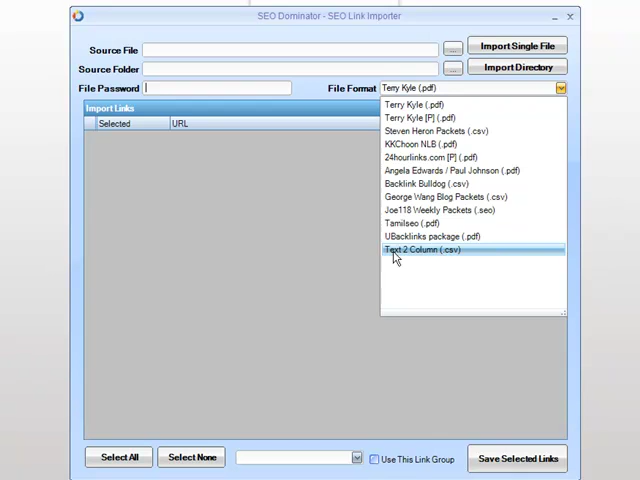 SEO Dominator - SEO Link Importer
Source File
...
Import Single File
Source Folder
...
Import Directory
File Password
File Format
Terry Kyle (.pdf)
Import Links
Selected
URL
Terry Kyle (.pdf)
Terry Kyle [P] (.pdf)
Steven Heron Packets (.csv)
KKChoon NLB (.pdf)
24hourlinks.com [P] (.pdf)
Angela Edwards / Paul Johnson (.pdf)
Backlink Bulldog (.csv)
George Wang Blog Packets (.csv)
Joe118 Weekly Packets (.seo)
Tamilseo (.pdf)
UBacklinks package (.pdf)
Text 2 Column (.csv)
Select All
Select None
Use This Link Group
Save Selected Links